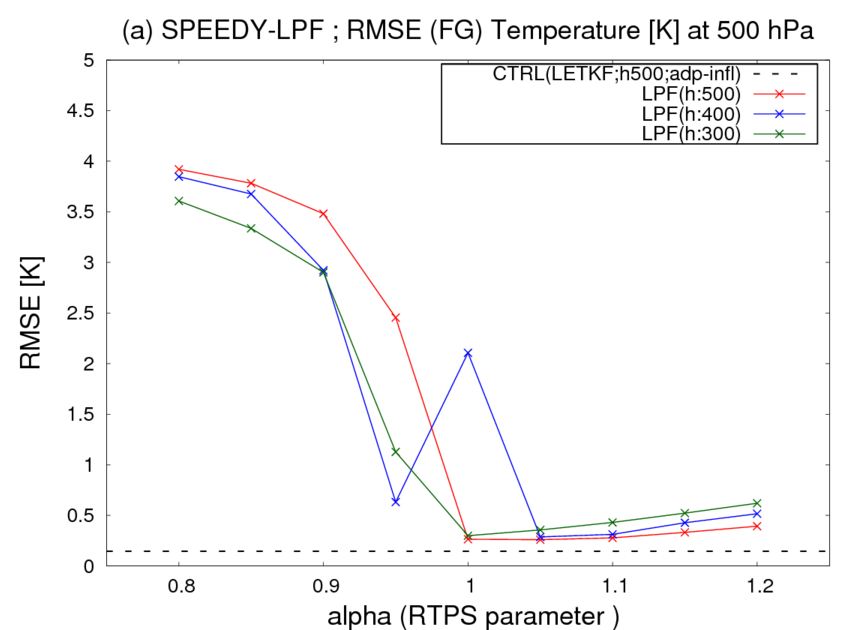 (a) SPEEDY-LPF ; RMSE (FG) Temperature [K] at 500 hPa
CTRL(LETKF;h500;adp-infl)
LPF(h:500)
LPF(h:400)
LPF(h:300)
5
4.5
4
3.5
3
2.5
2
1.5
1
0.5
0
RMSE [K]
0.8 0.9 1 1.1 1.2
alpha (RTPS parameter )